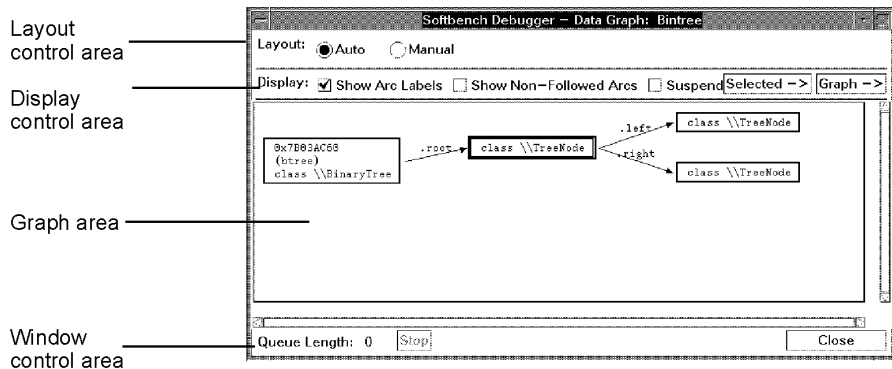 Layout
control area
Display
control area
Graph area
Window
control area
Softbench Debugger - Data Graph: Bintree
Layout: Auto Manual
Display: Show Arc Labels Show Non-Followed Arcs Suspend Selected -> Graph ->
0x7B03AC60
(btree)
class \\BinaryTree
.root
class \\TreeNode
.left
.right
class \\TreeNode
class \\TreeNode
Queue Length: 0 Stop Close